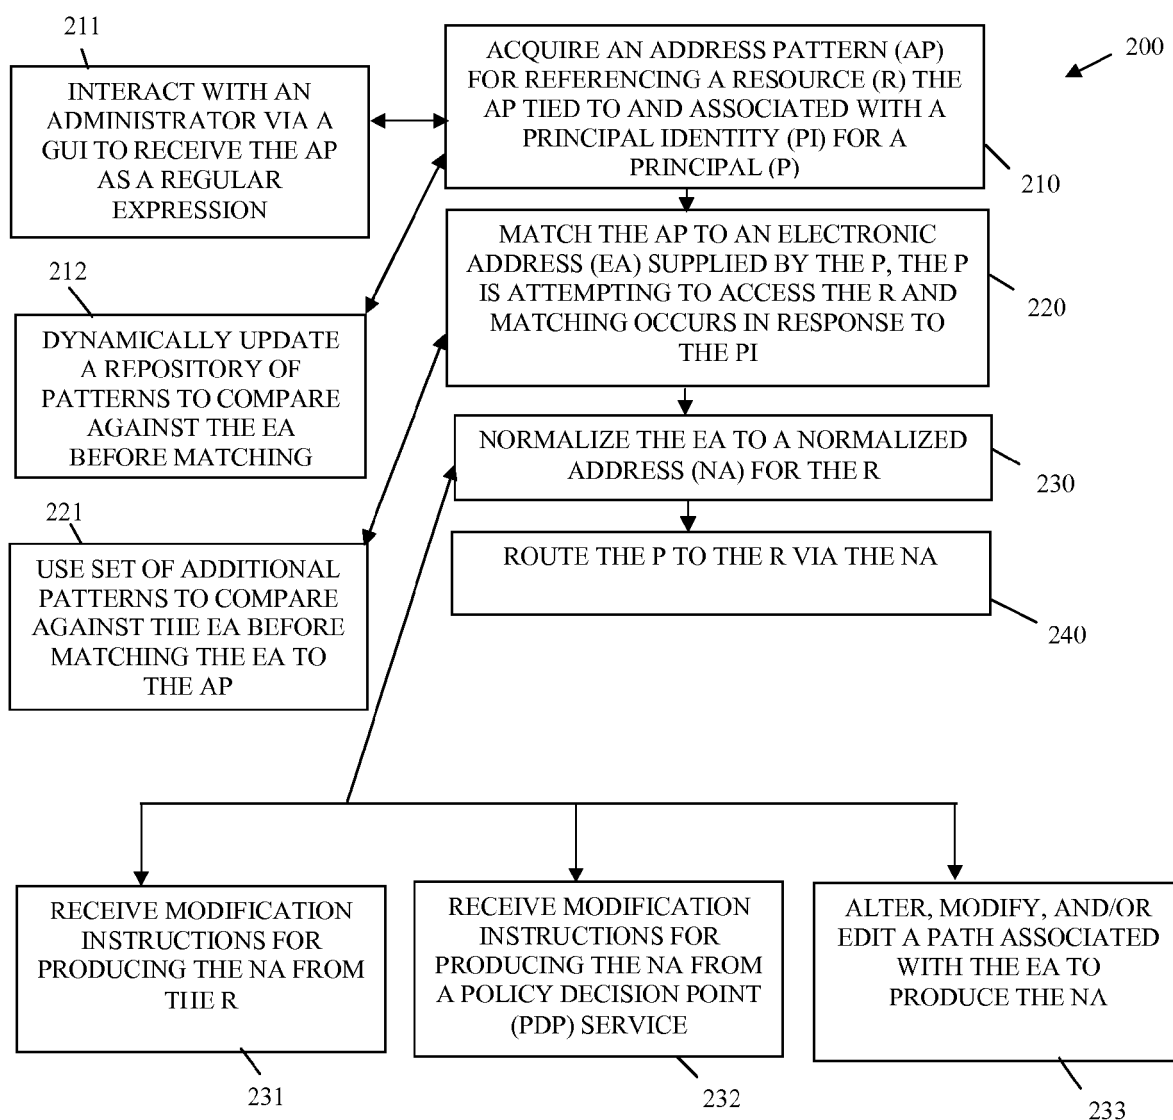 200
211
INTERACT WITH AN
ADMINISTRATOR VIA A
GUI TO RECEIVE THE AP
AS A REGULAR
EXPRESSION
ACQUIRE AN ADDRESS PATTERN (AP)
FOR REFERENCING A RESOURCE (R) THE
AP TIED TO AND ASSOCIATED WITH A
PRINCIPAL IDENTITY (PI) FOR A
PRINCIPAL (P)
210
212
DYNAMICALLY UPDATE
A REPOSITORY OF
PATTERNS TO COMPARE
AGAINST THE EA
BEFORE MATCHING
MATCH THE AP TO AN ELECTRONIC
ADDRESS (EA) SUPPLIED BY THE P, THE P
IS ATTEMPTING TO ACCESS THE R AND
MATCHING OCCURS IN RESPONSE TO
THE PI
220
221
USE SET OF ADDITIONAL
PATTERNS TO COMPARE
AGAINST THE EA BEFORE
MATCHING THE EA TO
THE AP
NORMALIZE THE EA TO A NORMALIZED
ADDRESS (NA) FOR THE R
230
ROUTE THE P TO THE R VIA THE NA
240
RECEIVE MODIFICATION
INSTRUCTIONS FOR
PRODUCING THE NA FROM
THE R
231
RECEIVE MODIFICATION
INSTRUCTIONS FOR
PRODUCING THE NA FROM
A POLICY DECISION POINT
(PDP) SERVICE
232
ALTER, MODIFY, AND/OR
EDIT A PATH ASSOCIATED
WITH THE EA TO
PRODUCE THE NA
233